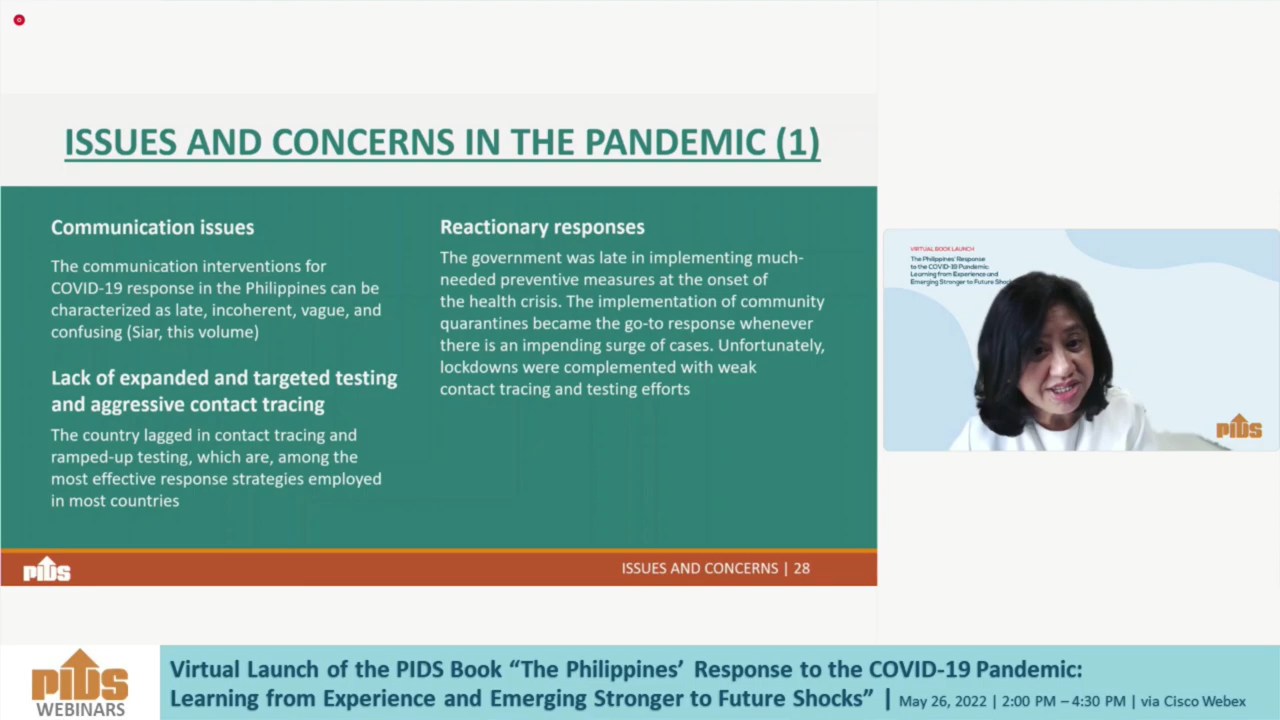 ISSUES AND CONCERNS IN THE PANDEMIC (1)
Communication issues
The communication interventions for
COVID-19 response in the Philippines can be
characterized as late, incoherent, vague, and
confusing (Siar, this volume)
Lack of expanded and targeted testing
and aggressive contact tracing
The country lagged in contact tracing and
ramped-up testing, which are, among the
most effective response strategies employed
in most countries
Reactionary responses
The government was late in implementing much-
needed preventive measures at the onset of
the health crisis. The implementation of community
quarantines became the go-to response whenever
there is an impending surge of cases. Unfortunately,
lockdowns were complemented with weak
contact tracing and testing efforts
PIDS
ISSUES AND CONCERNS | 28
VIRTUAL BOOK LAUNCH
The Philippines' Response
to the COVID-19 Pandemic:
Learning from Experience and
Emerging Stronger to Future Shoc
PIDS
PIDS
WEBINARS
Virtual Launch of the PIDS Book “The Philippines’ Response to the COVID-19 Pandemic:
Learning from Experience and Emerging Stronger to Future Shocks” | May 26, 2022 | 2:00 PM – 4:30 PM | via Cisco Webex